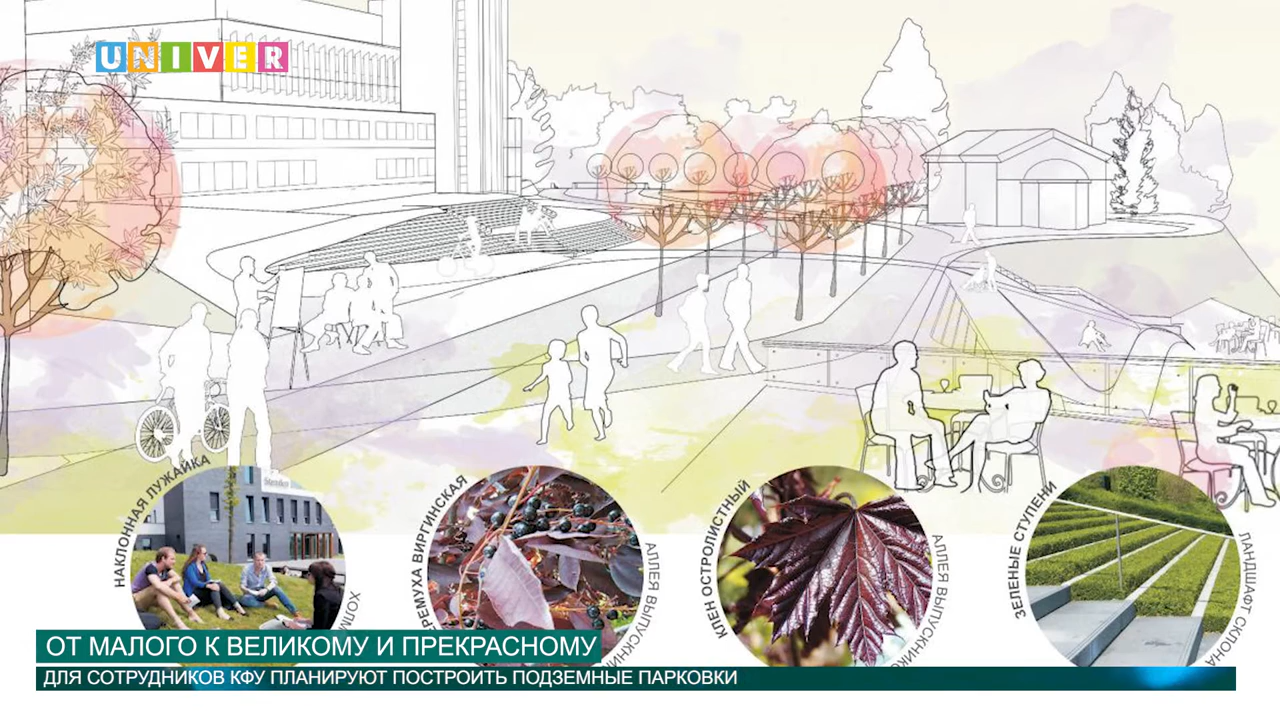 UNIVER
НАКЛОННАЯ ЛУЖАЙКА
ХОЛМ
ЧЕРЕМУХА ВИРГИНСКАЯ
АЛЛЕЯ ВЫПУСКНИ
КЛЕН ОСТРОЛИСТНЫЙ
АЛЛЕЯ ВЫПУСКНИК
ЗЕЛЕНЫЕ СТУПЕНИ
ЛАНДШАФТ СКЛОНА
ОТ МАЛОГО К ВЕЛИКОМУ И ПРЕКРАСНОМУ
ДЛЯ СОТРУДНИКОВ КФУ ПЛАНИРУЮТ ПОСТРОИТЬ ПОДЗЕМНЫЕ ПАРКОВКИ